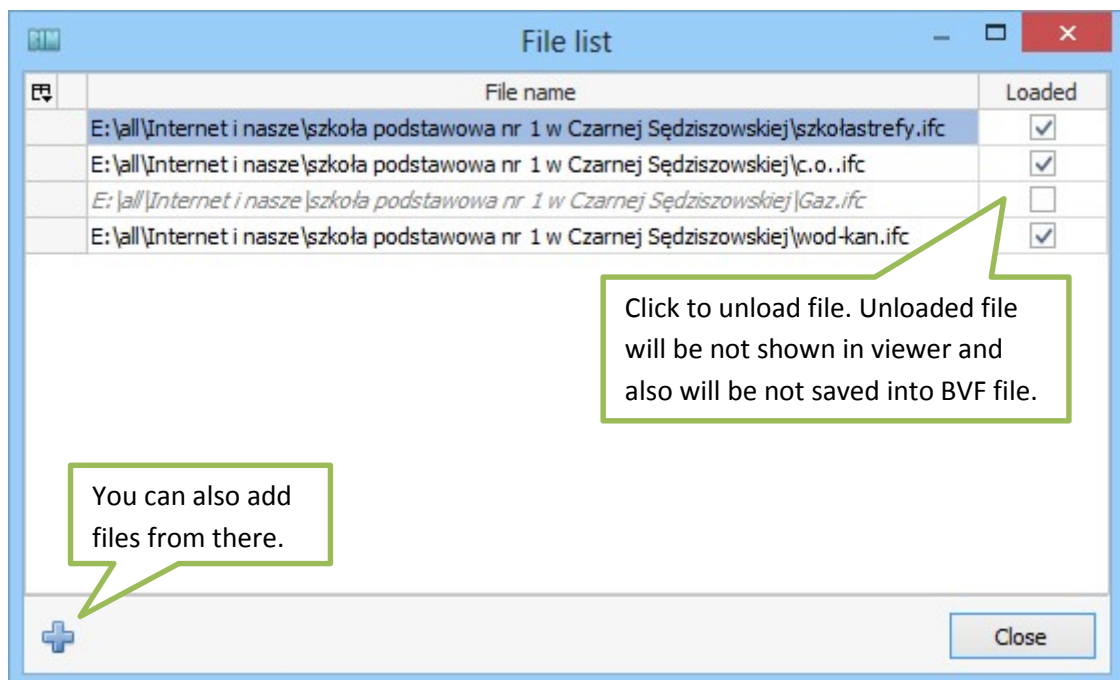 BIM
File list
File name Loaded
E:\all\Internet i nasze\szkoła podstawowa nr 1 w Czarnej Sędziszowskiej\szkołastrefy.ifc
E:\all\Internet i nasze\szkoła podstawowa nr 1 w Czarnej Sędziszowskiej\c.o..ifc
E:\all\Internet i nasze\szkoła podstawowa nr 1 w Czarnej Sędziszowskiej\Gaz.ifc
E:\all\Internet i nasze\szkoła podstawowa nr 1 w Czarnej Sędziszowskiej\wod-kan.ifc
Click to unload file. Unloaded file
will be not shown in viewer and
also will be not saved into BVF file.
You can also add
files from there.
Close